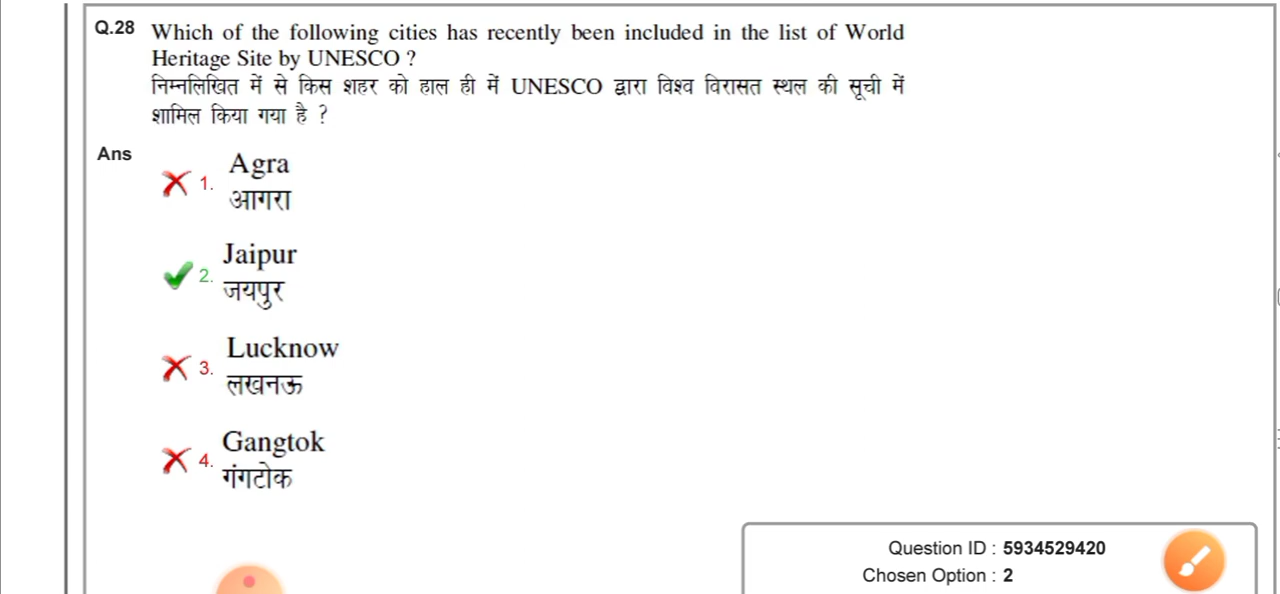 Q.28 Which of the following cities has recently been included in the list of World
Heritage Site by UNESCO ?
निम्नलिखित में से किस शहर को हाल ही में UNESCO द्वारा विश्व विरासत स्थल की सूची में
शामिल किया गया है ?
Ans
1. Agra
आगरा
2. Jaipur
जयपुर
3. Lucknow
लखनऊ
4. Gangtok
गंगटोक
Question ID : 5934529420
Chosen Option : 2